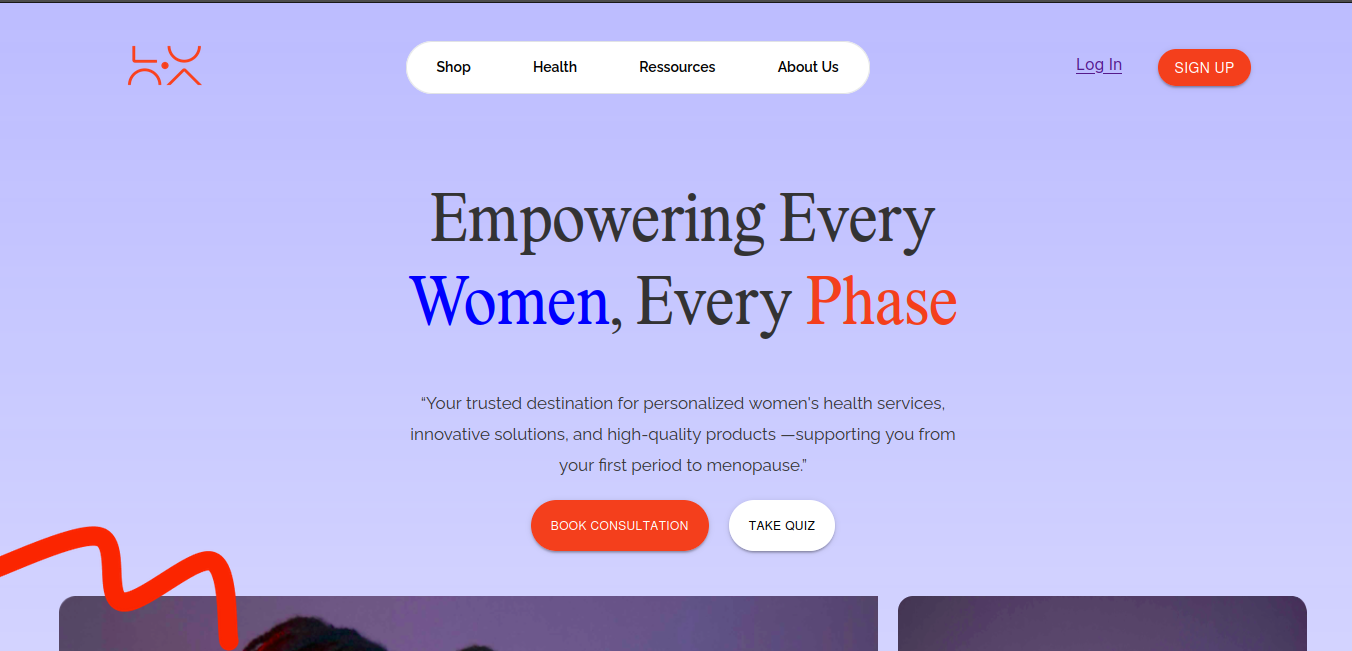 Shop Health Ressources About Us Log In SIGN UP
Empowering Every
Women, Every Phase
“Your trusted destination for personalized women's health services,
innovative solutions, and high-quality products —supporting you from
your first period to menopause.”
BOOK CONSULTATION TAKE QUIZ